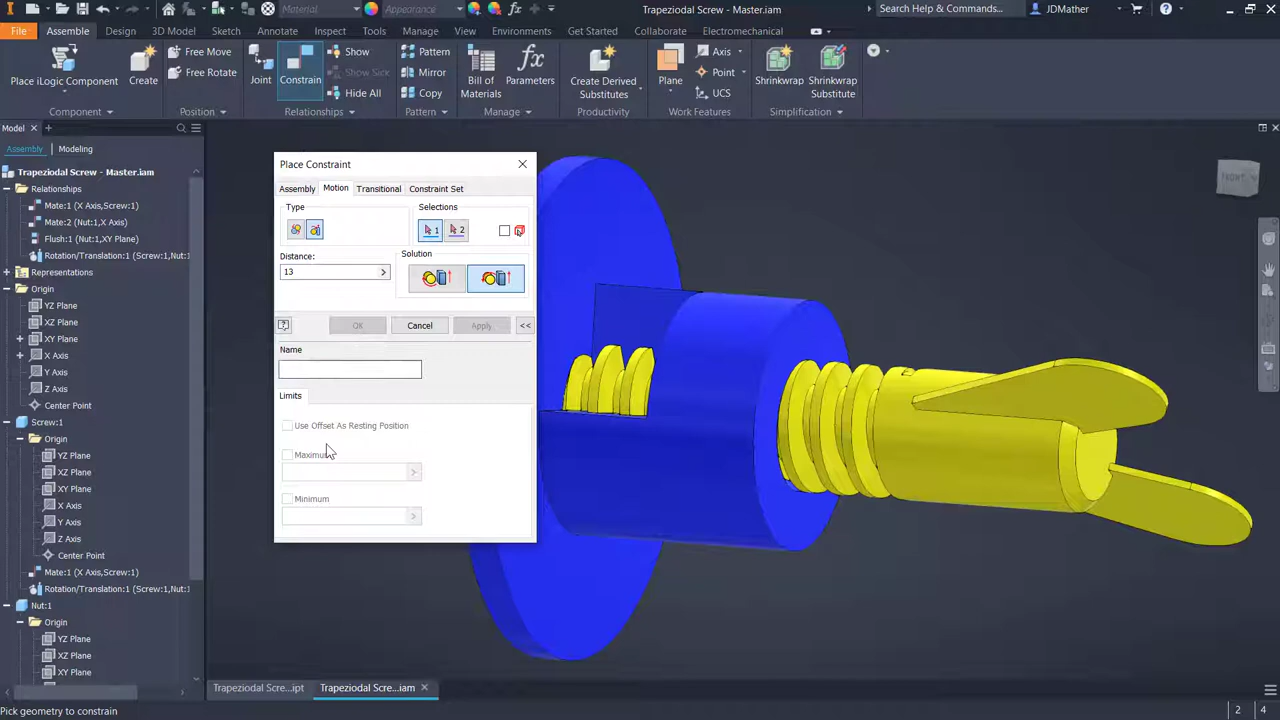 Material
Appearance
Trapeziodal Screw - Master.iam
Search Help & Commands...
JDMather
File
Assemble
Design
3D Model
Sketch
Annotate
Inspect
Tools
Manage
View
Environments
Get Started
Collaborate
Electromechanical
Place iLogic Component
Create
Free Move
Free Rotate
Joint
Constrain
Show
Show Sick
Hide All
Pattern
Mirror
Copy
Bill of
Materials
Parameters
Create Derived
Substitutes
Plane
Axis
Point
UCS
Shrinkwrap
Shrinkwrap
Substitute
Component
Position
Relationships
Pattern
Manage
Productivity
Work Features
Simplification
Model
Assembly
Modeling
Trapeziodal Screw - Master.iam
Relationships
Mate:1 (X Axis,Screw:1)
Mate:2 (Nut:1,X Axis)
Flush:1 (Nut:1,XY Plane)
Rotation/Translation:1 (Screw:1,Nut:1
Representations
Origin
YZ Plane
XZ Plane
XY Plane
X Axis
Y Axis
Z Axis
Center Point
Screw:1
Origin
YZ Plane
XZ Plane
XY Plane
X Axis
Y Axis
Z Axis
Center Point
Mate:1 (X Axis,Screw:1)
Rotation/Translation:1 (Screw:1,Nut:1
Nut:1
Origin
YZ Plane
XZ Plane
XY Plane
Place Constraint
Assembly
Motion
Transitional
Constraint Set
Type
Selections
1
2
Distance:
13
Solution
OK
Cancel
Apply
<<
Name
Limits
Use Offset As Resting Position
Maximum
Minimum
Trapeziodal Scre...ipt
Trapeziodal Scre...iam
Pick geometry to constrain
2
4